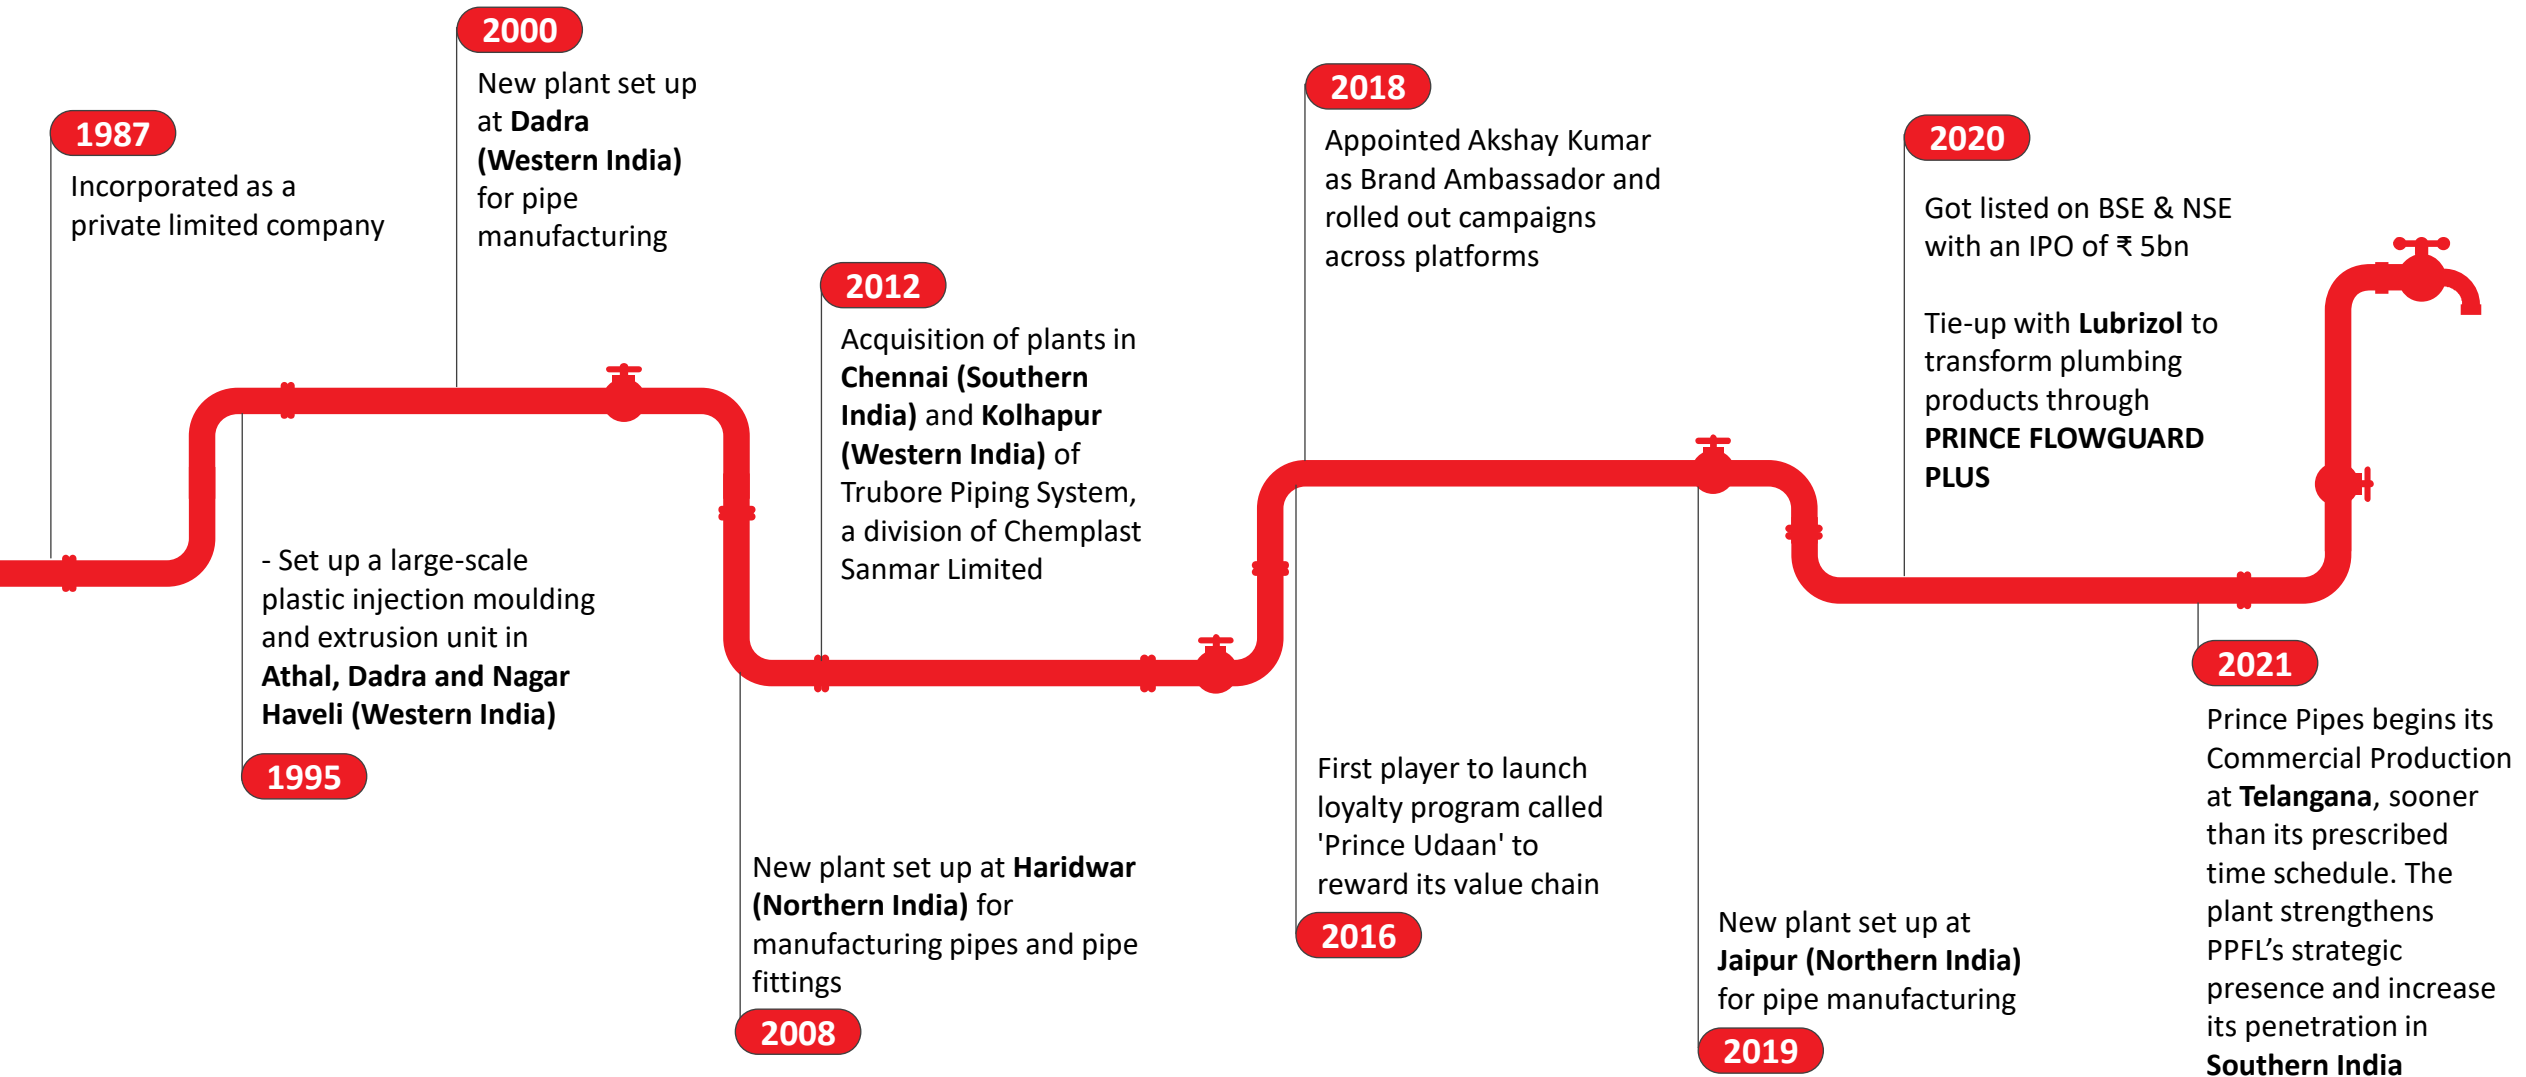 1987
Incorporated as a
private limited company
- Set up a large-scale
plastic injection moulding
and extrusion unit in
Athal, Dadra and Nagar
Haveli (Western India)
1995
2000
New plant set up
at Dadra
(Western India)
for pipe
manufacturing
New plant set up at Haridwar
(Northern India) for
manufacturing pipes and pipe
fittings
2008
2012
Acquisition of plants in
Chennai (Southern
India) and Kolhapur
(Western India) of
Trubore Piping System,
a division of Chemplast
Sanmar Limited
First player to launch
loyalty program called
'Prince Udaan' to
reward its value chain
2016
2018
Appointed Akshay Kumar
as Brand Ambassador and
rolled out campaigns
across platforms
New plant set up at
Jaipur (Northern India)
for pipe manufacturing
2019
2020
Got listed on BSE & NSE
with an IPO of ₹ 5bn
Tie-up with Lubrizol to
transform plumbing
products through
PRINCE FLOWGUARD
PLUS
2021
Prince Pipes begins its
Commercial Production
at Telangana, sooner
than its prescribed
time schedule. The
plant strengthens
PPFL’s strategic
presence and increase
its penetration in
Southern India